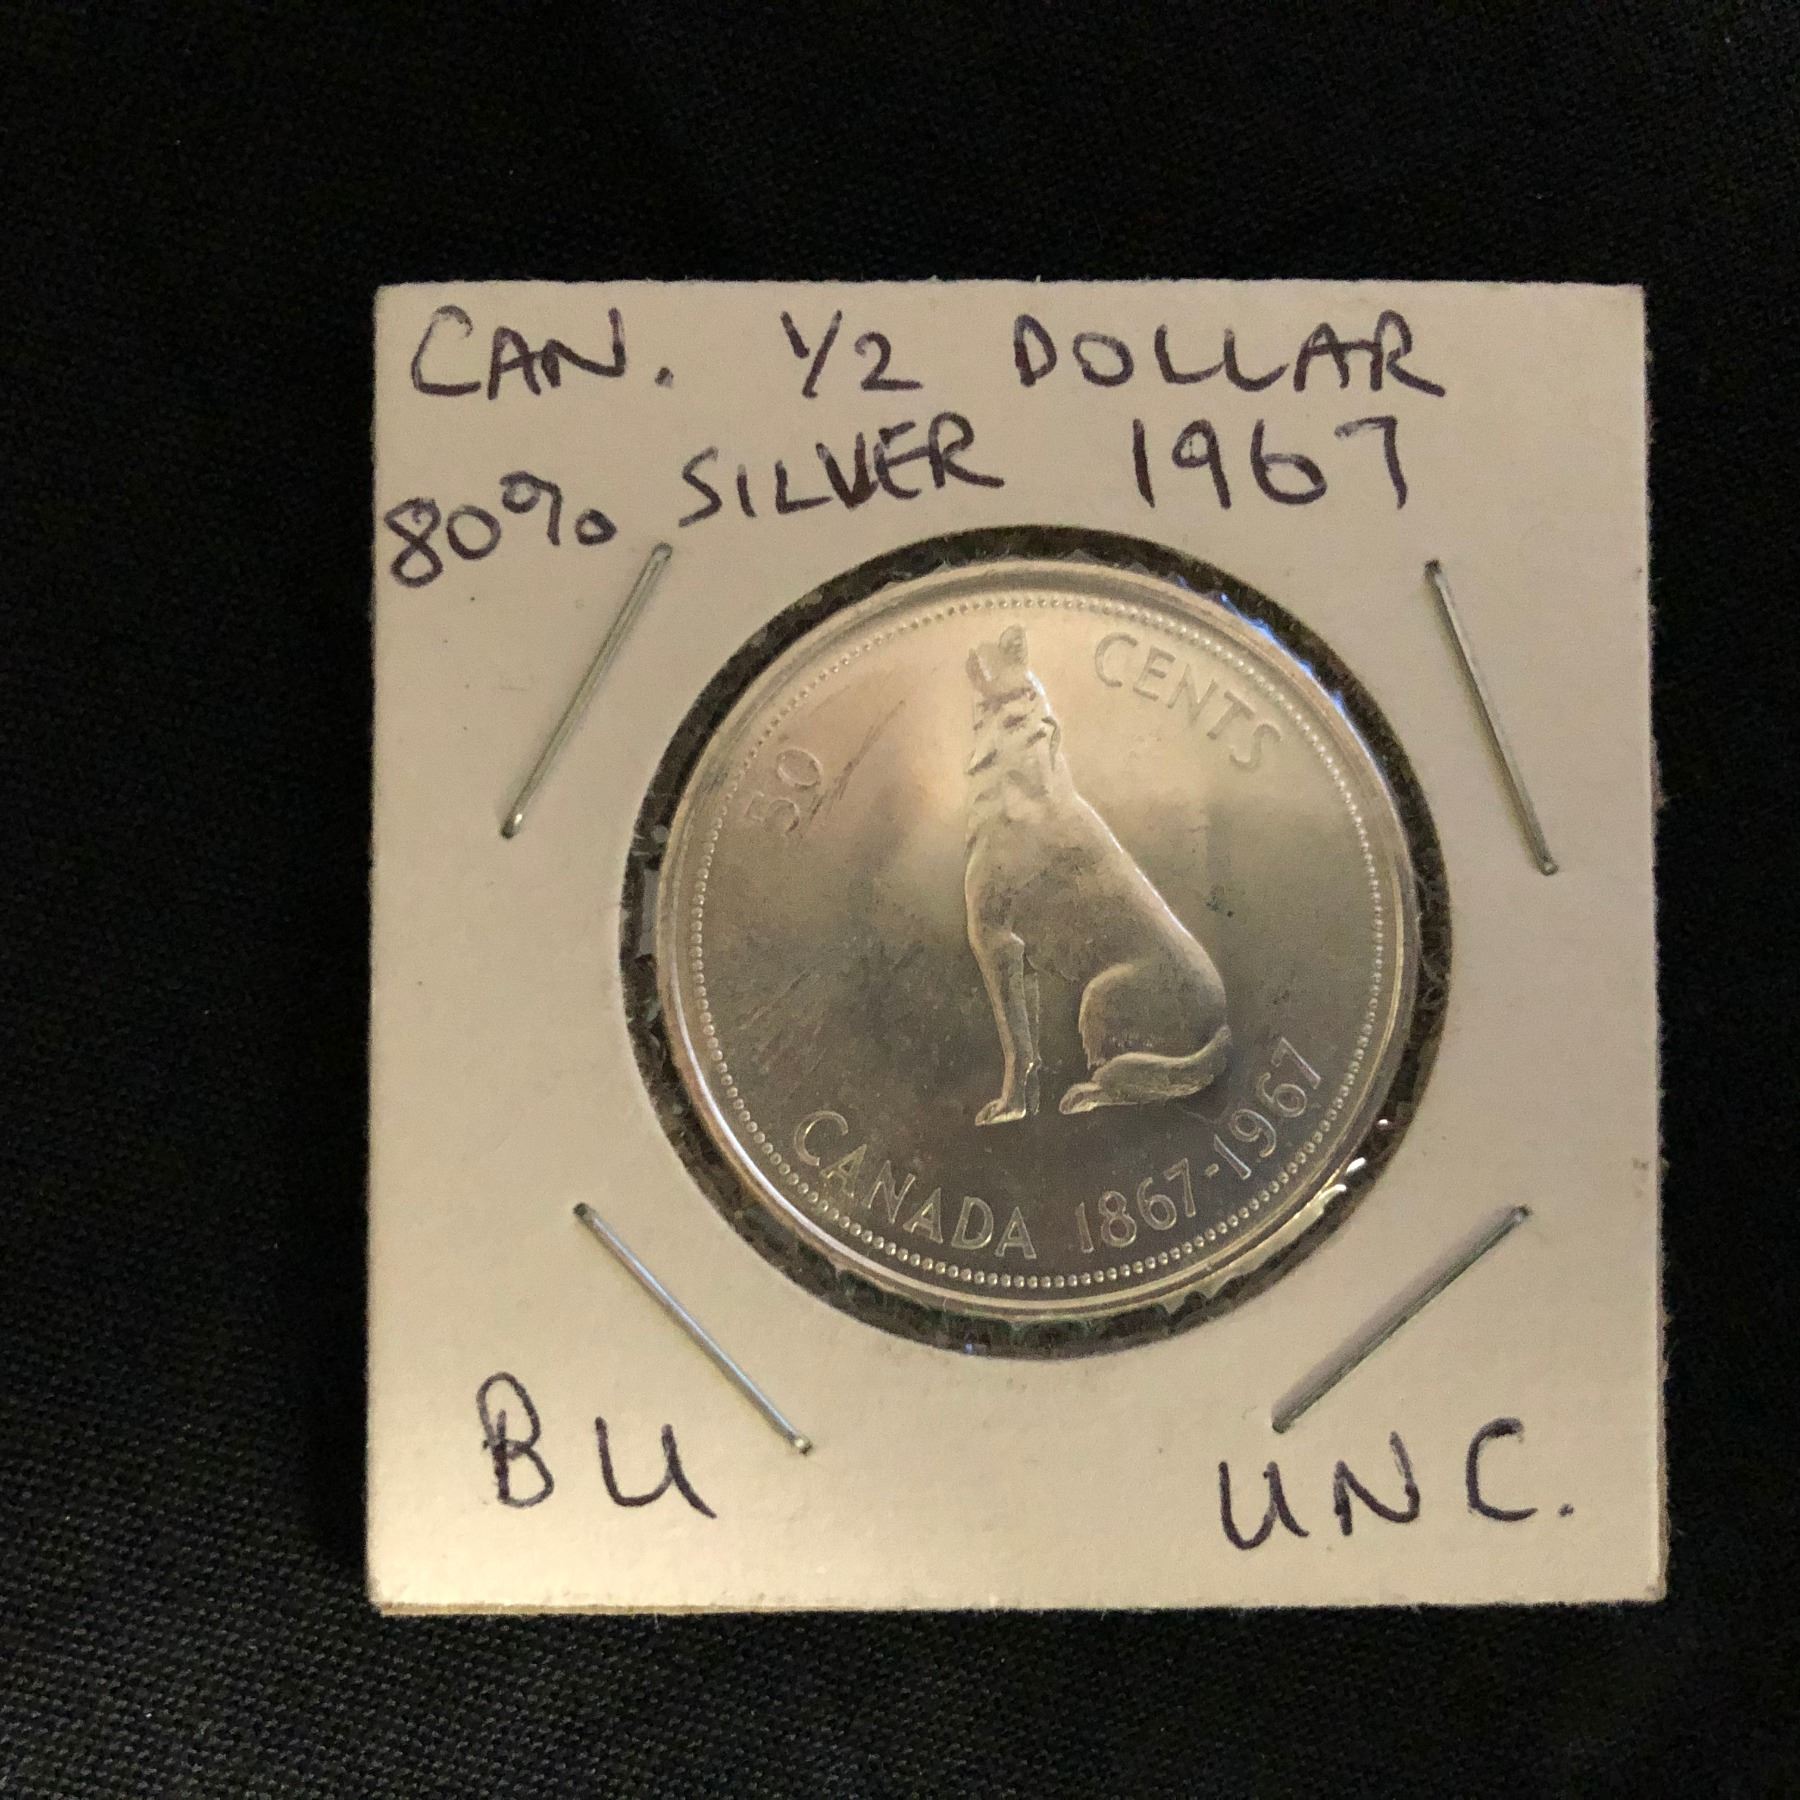 CAN. 1/2 DOLLAR
80% SILVER 1967
50 CENTS
CANADA 1867-1967
BU UNC.